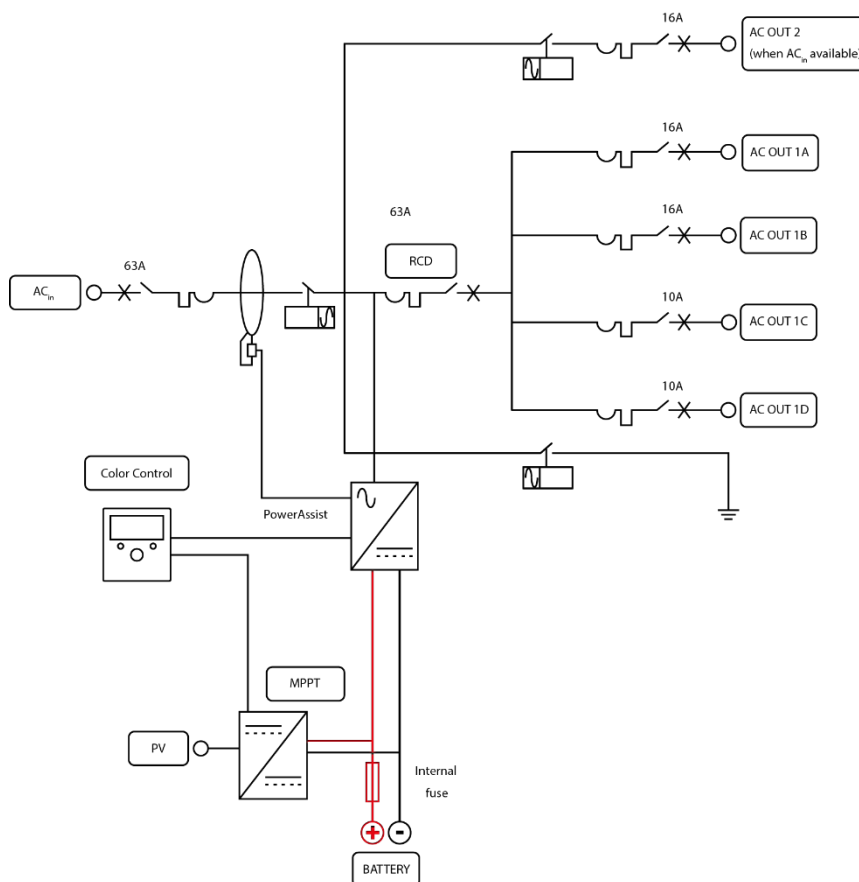 16A
AC OUT 2
(when ACin available)
16A
AC OUT 1A
63A
16A
AC OUT 1B
RCD
63A
ACin
10A
AC OUT 1C
10A
AC OUT 1D
Color Control
PowerAssist
MPPT
PV
Internal
fuse
+ -
BATTERY